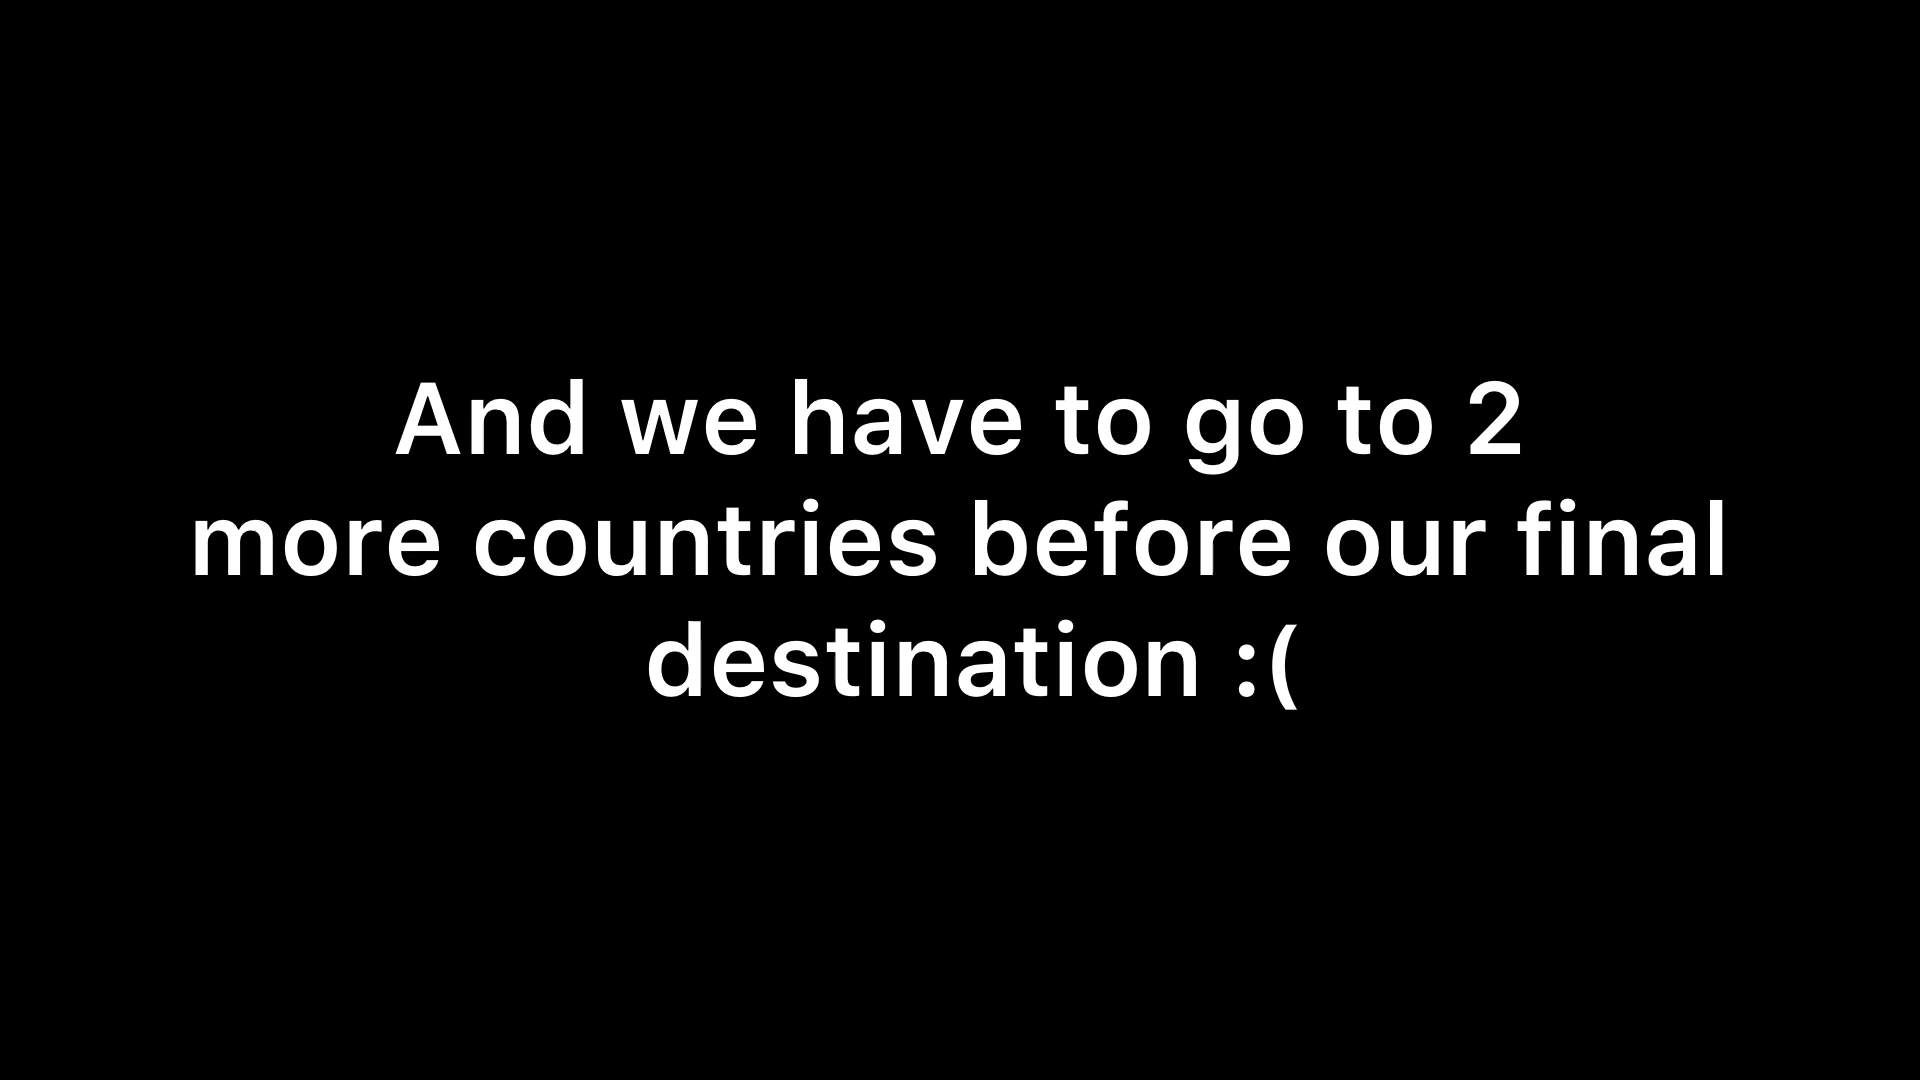 And we have to go to 2
more countries before our final
destination :(